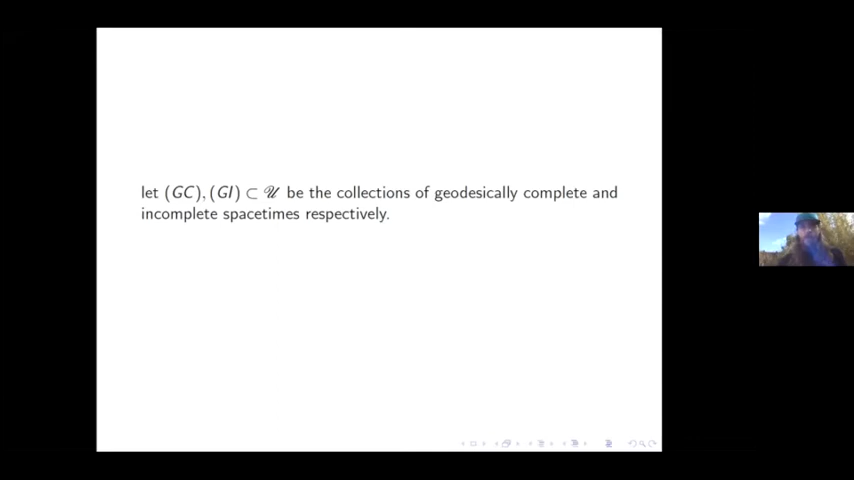 let (GC), (GI) ⊂ 𝒰 be the collections of geodesically complete and
incomplete spacetimes respectively.